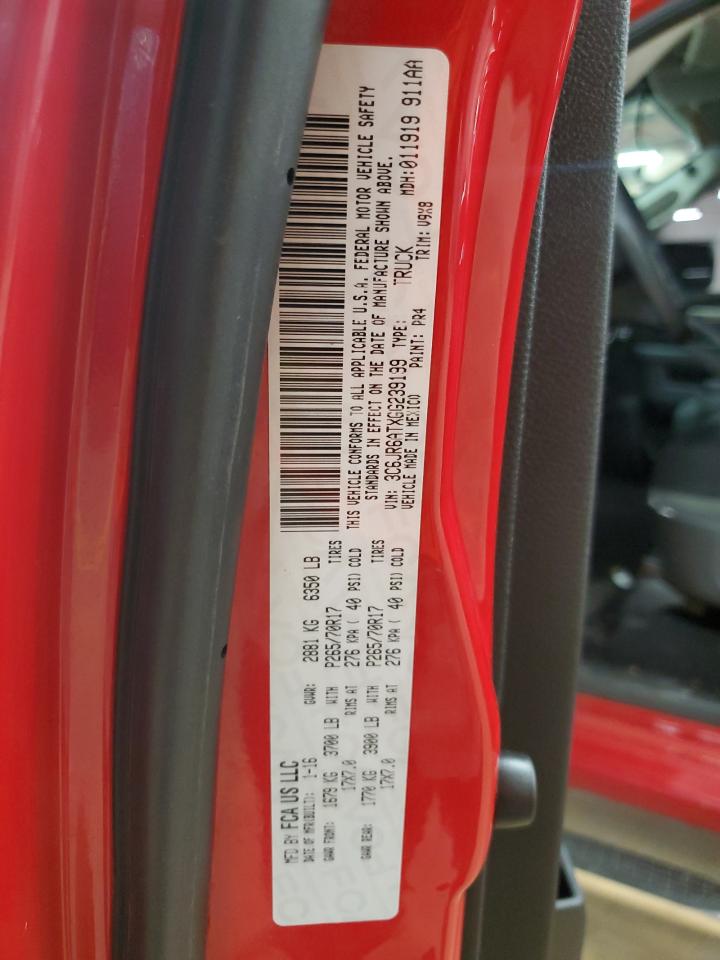 MFD BY FCA US LLC
DATE OF MFR(BUILT): 1-16 GVWR: 2881 KG 6350 LB
GAWR FRONT: 1679 KG 3700 LB WITH P265/70R17 TIRES
17X7.0 RIMS AT 276 KPA ( 40 PSI) COLD
GAWR REAR: 1770 KG 3900 LB WITH P265/70R17 TIRES
17X7.0 RIMS AT 276 KPA ( 40 PSI) COLD
THIS VEHICLE CONFORMS TO ALL APPLICABLE U.S.A. FEDERAL MOTOR VEHICLE SAFETY
STANDARDS IN EFFECT ON THE DATE OF MANUFACTURE SHOWN ABOVE.
VIN: 3C6JR6ATXGG239199 TYPE: TRUCK MDH:011919 911AA
VEHICLE MADE IN MEXICO PAINT: PR4 TRIM: V9X8